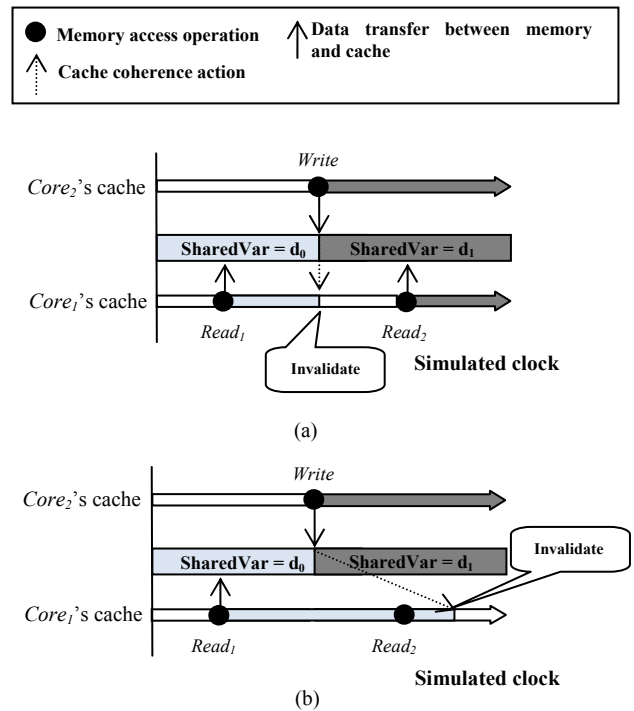 Memory access operation
Data transfer between memory
and cache
Cache coherence action
Write
Core2's cache
SharedVar = d0
SharedVar = d1
Core1's cache
Read1
Read2
Invalidate
Simulated clock
(a)
Write
Core2's cache
Invalidate
SharedVar = d0
SharedVar = d1
Core1's cache
Read1
Read2
Simulated clock
(b)